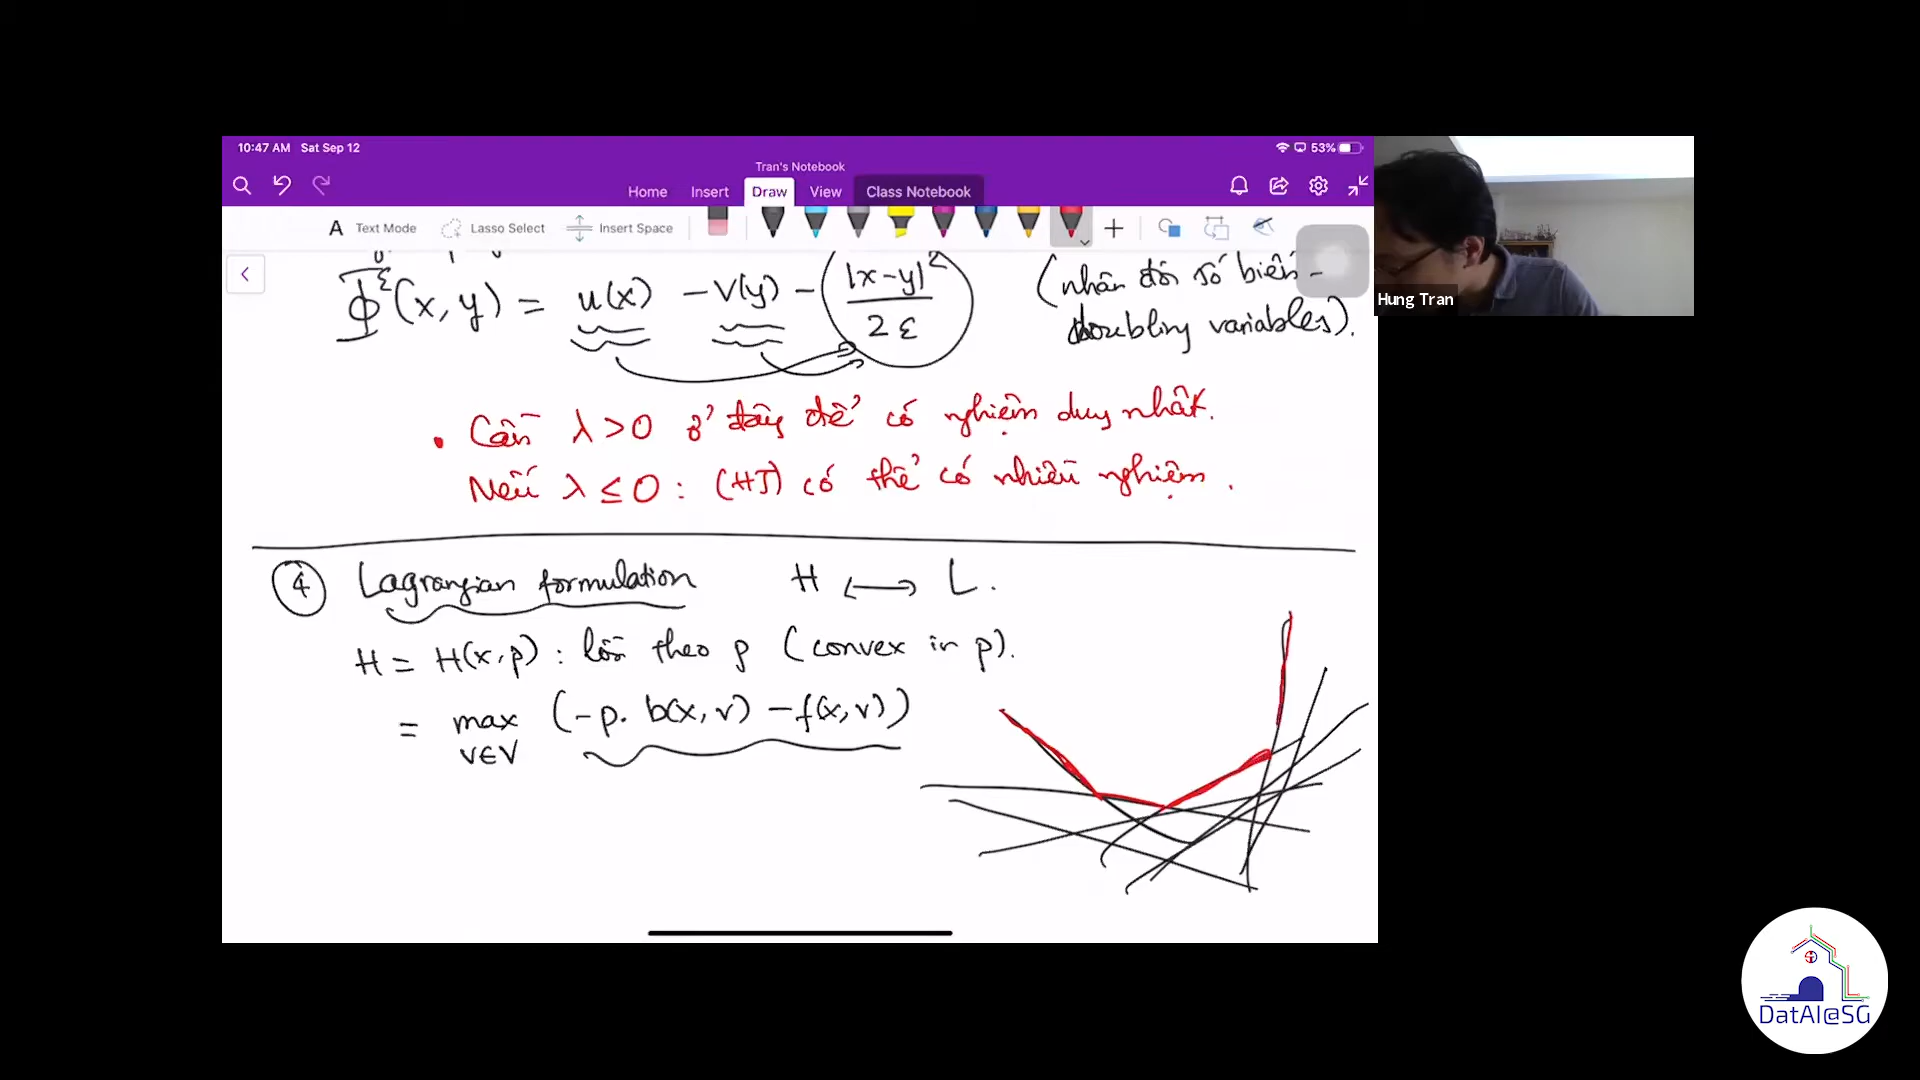 10:47 AM Sat Sep 12
53%
Tran's Notebook
Home Insert Draw View Class Notebook
A Text Mode Lasso Select Insert Space
Φ^ε(x, y) = u(x) − v(y) − |x−y|²/2ε (nhân đôi số biến –
doubling variables).
• Cần λ > 0 ở đây để có nghiệm duy nhất.
Nếu λ ≤ 0 : (HJ) có thể có nhiều nghiệm .
④ Lagrangian formulation H ⟷ L .
H = H(x,p) : lồi theo p (convex in p).
= max (−p. b(x,v) − f(x,v))
v∈V
Hung Tran
DatAI@SG